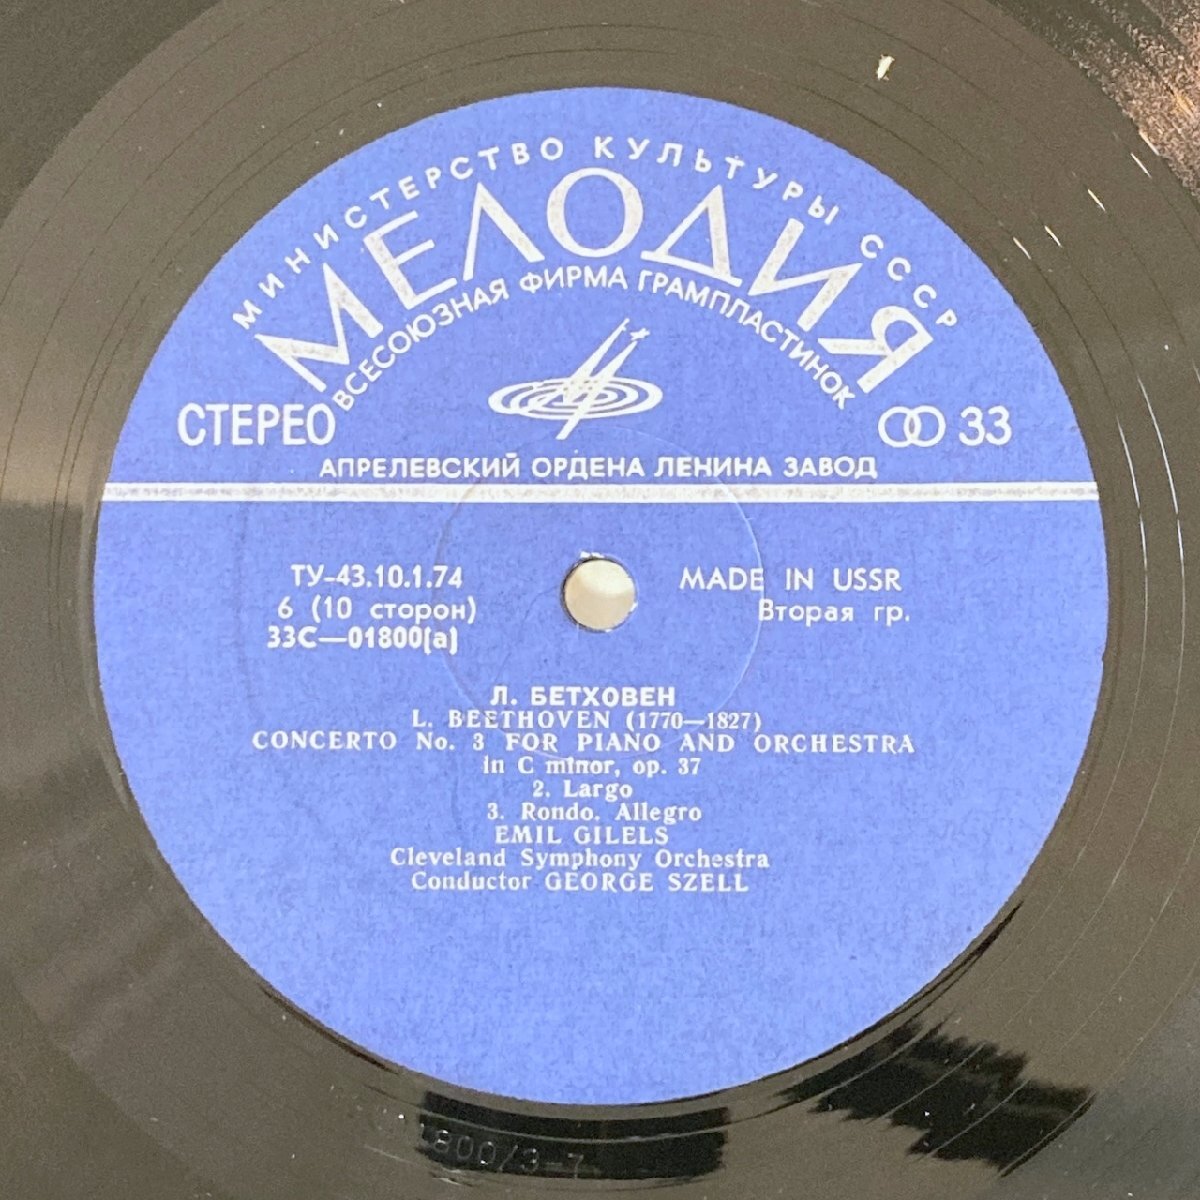 МИНИСТЕРСТВО КУЛЬТУРЫ СССР
МЕЛОДИЯ
ВСЕСОЮЗНАЯ ФИРМА ГРАМПЛАСТИНОК
СТЕРЕО
33
АПРЕЛЕВСКИЙ ОРДЕНА ЛЕНИНА ЗАВОД
ТУ-43.10.1.74
6 (10 сторон)
33С—01800(а)
MADE IN USSR
Вторая гр.
Л. БЕТХОВЕН
L. BEETHOVEN (1770—1827)
CONCERTO No. 3 FOR PIANO AND ORCHESTRA
in C minor, op. 37
2. Largo
3. Rondo. Allegro
EMIL GILELS
Cleveland Symphony Orchestra
Conductor GEORGE SZELL